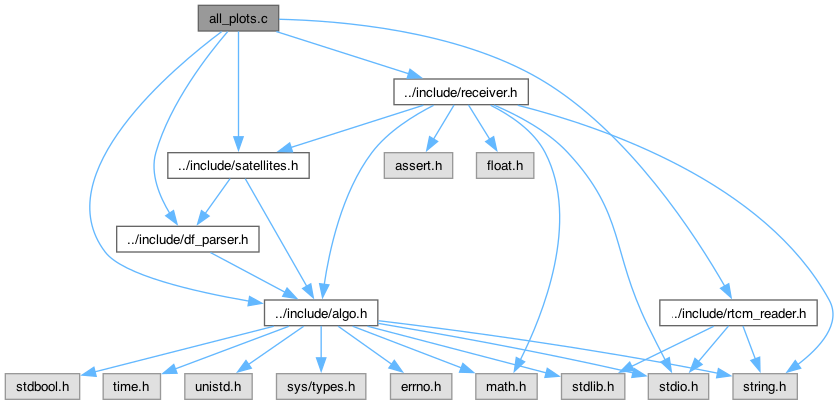 all_plots.c
../include/receiver.h
../include/satellites.h
assert.h
float.h
../include/df_parser.h
../include/algo.h
../include/rtcm_reader.h
stdbool.h
time.h
unistd.h
sys/types.h
errno.h
math.h
stdlib.h
stdio.h
string.h